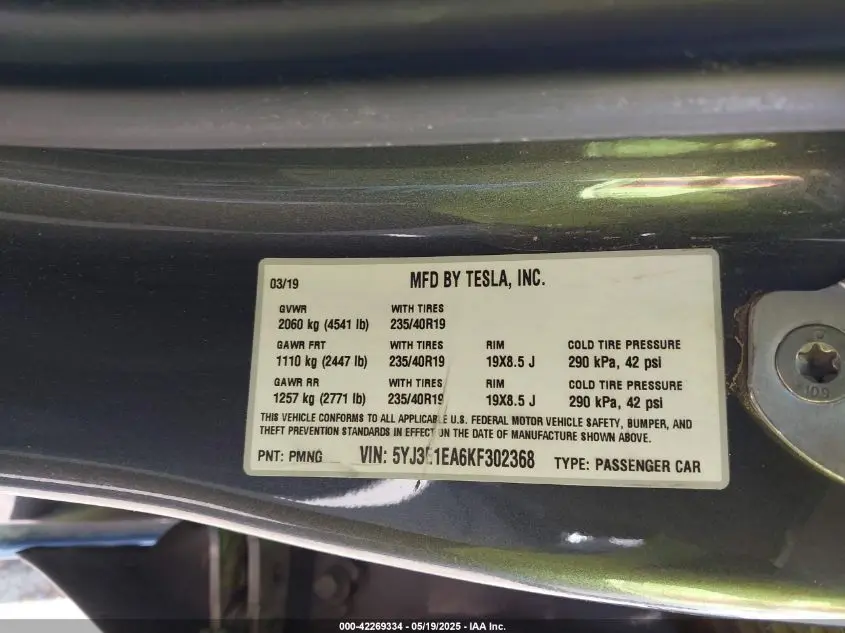 03/19
MFD BY TESLA, INC.
GVWR WITH TIRES
2060 kg (4541 lb) 235/40R19
GAWR FRT WITH TIRES RIM COLD TIRE PRESSURE
1110 kg (2447 lb) 235/40R19 19X8.5 J 290 kPa, 42 psi
GAWR RR WITH TIRES RIM COLD TIRE PRESSURE
1257 kg (2771 lb) 235/40R19 19X8.5 J 290 kPa, 42 psi
THIS VEHICLE CONFORMS TO ALL APPLICABLE U.S. FEDERAL MOTOR VEHICLE SAFETY, BUMPER, AND
THEFT PREVENTION STANDARDS IN EFFECT ON THE DATE OF MANUFACTURE SHOWN ABOVE.
PNT: PMNG VIN: 5YJ3E1EA6KF302368 TYPE: PASSENGER CAR
109
000-42269334 - 05/19/2025 - IAA Inc.